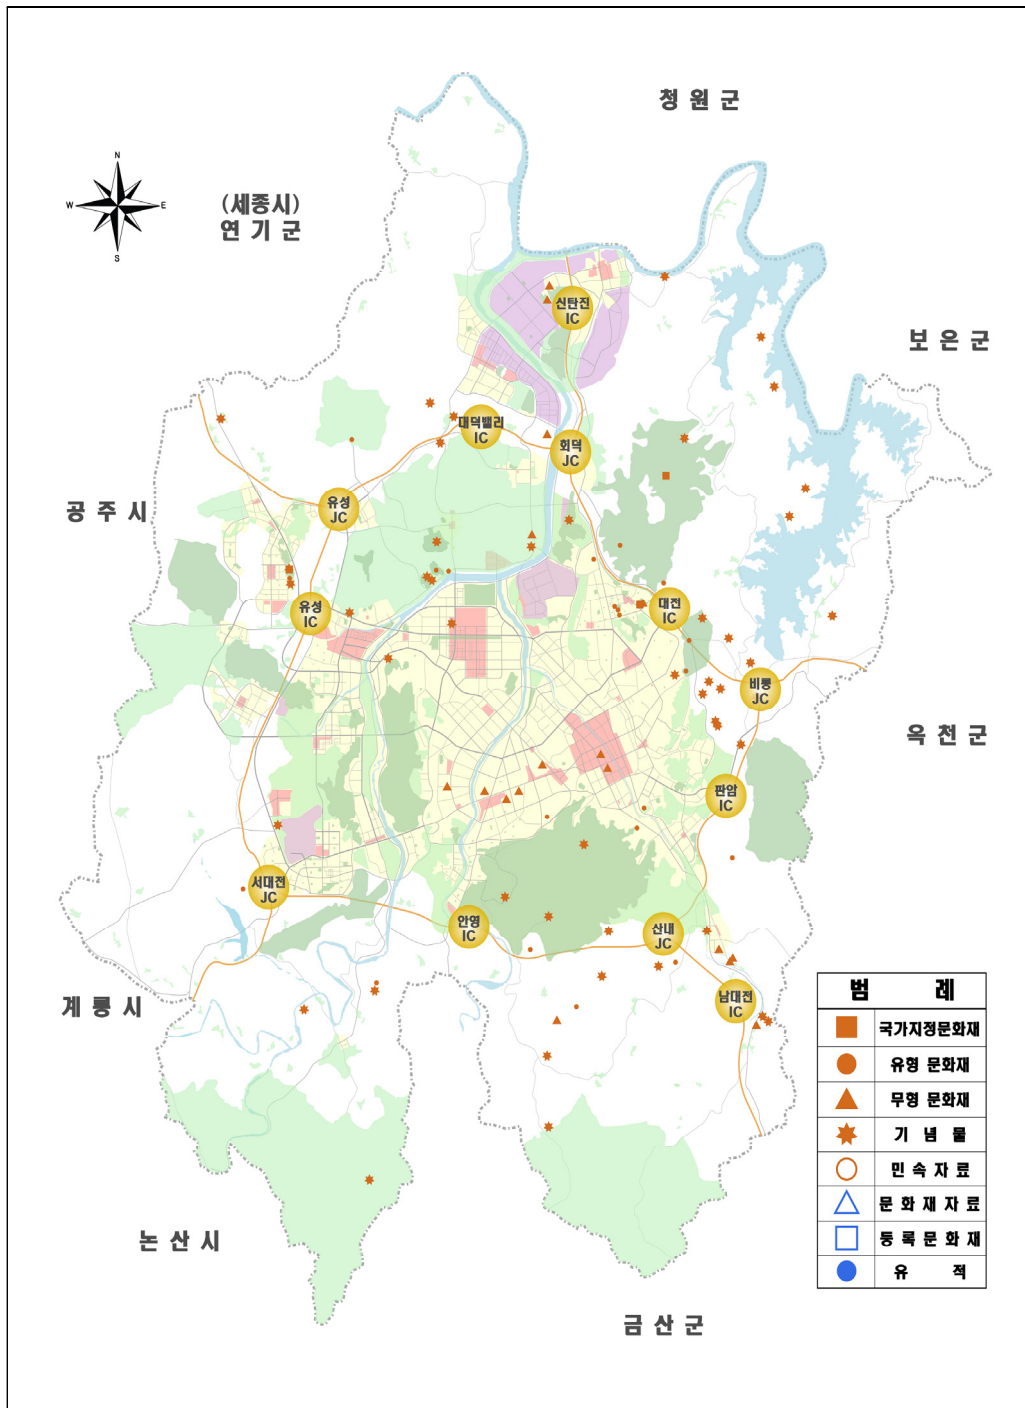 청 원 군
N
W
E
S
(세종시)
연 기 군
신탄진
IC
보 은 군
대덕밸리
IC
회덕
JC
공 주 시
유성
JC
유성
IC
대전
IC
비룡
JC
옥 천 군
판암
IC
서대전
JC
안영
IC
산내
JC
남대전
IC
계 룡 시
범 례
국가지정문화재
유형 문화재
무형 문화재
기 념 물
민 속 자 료
문 화 재 자 료
등 록 문 화 재
유 적
논 산 시
금 산 군